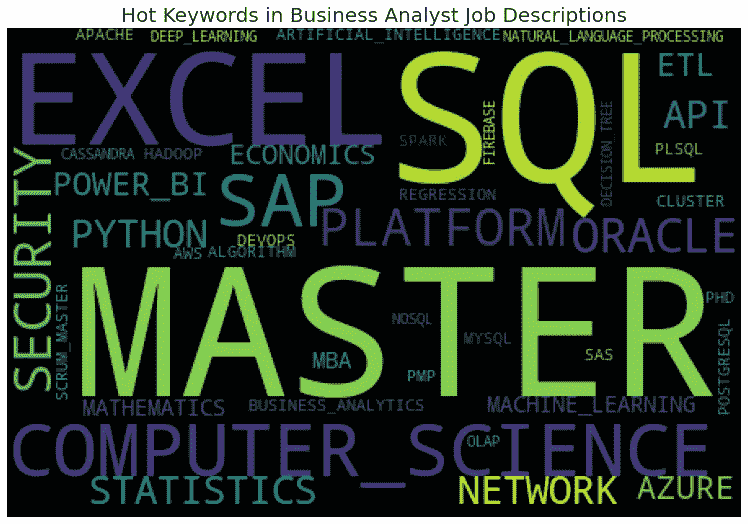 Hot Keywords in Business Analyst Job Descriptions
APACHE DEEP_LEARNING ARTIFICIAL_INTELLIGENCE NATURAL_LANGUAGE_PROCESSING
EXCEL
SQL
ETL
API
FIREBASE
DECISION_TREE
SPARK
PLSQL
CASSANDRA HADOOP
ECONOMICS
SECURITY
POWER_BI
SAP
REGRESSION
CLUSTER
PYTHON
DEVOPS
PLATFORM
ORACLE
AWS ALGORITHM
MASTER
SCRUM_MASTER
NOSQL
MYSQL
PHD
POSTGRESQL
MBA
PMP
SAS
MATHEMATICS
BUSINESS_ANALYTICS
MACHINE_LEARNING
COMPUTER_SCIENCE
OLAP
STATISTICS
NETWORK
AZURE